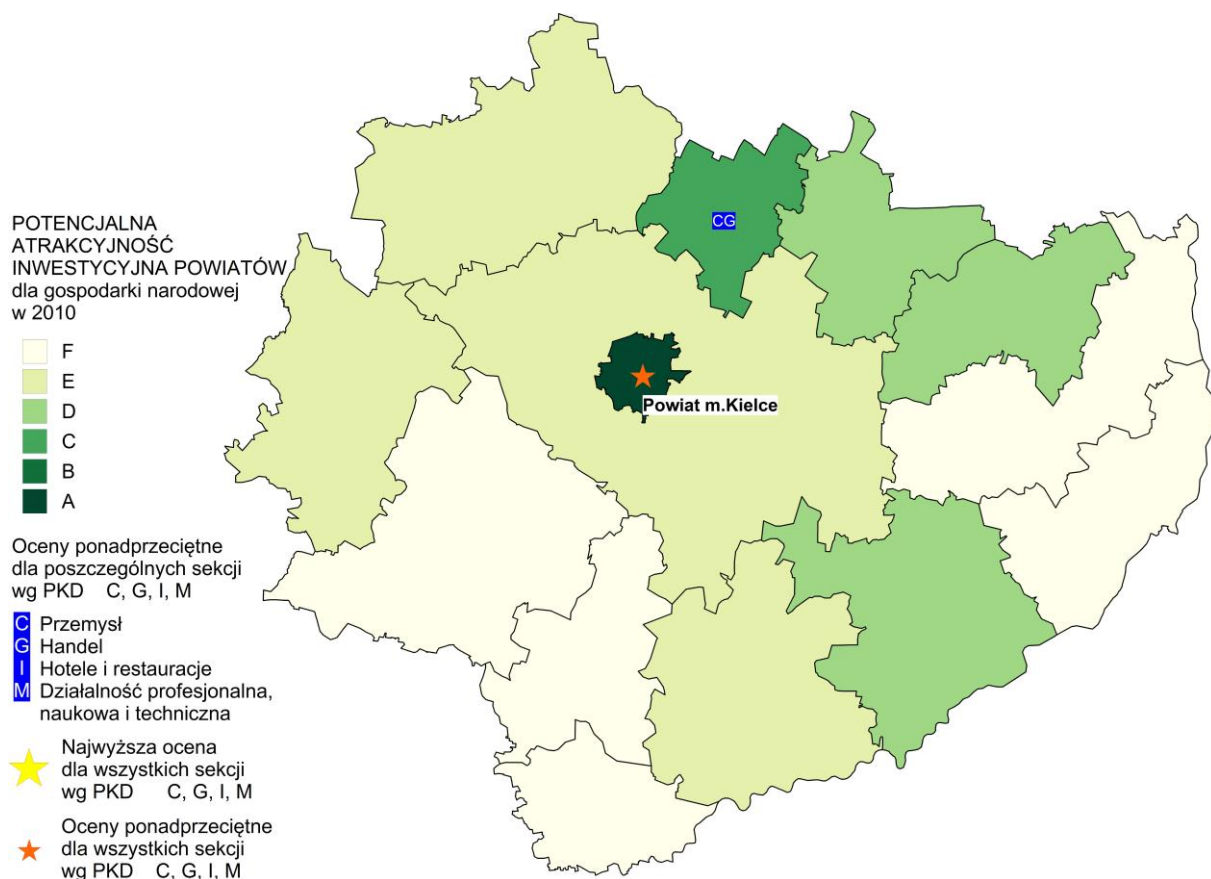 POTENCJALNA
ATRAKCYJNOŚĆ
INWESTYCYJNA POWIATÓW
dla gospodarki narodowej
w 2010
F
E
D
C
B
A
Oceny ponadprzeciętne
dla poszczególnych sekcji
wg PKD C, G, I, M
C Przemysł
G Handel
I Hotele i restauracje
M Działalność profesjonalna,
naukowa i techniczna
Najwyższa ocena
dla wszystkich sekcji
wg PKD C, G, I, M
Oceny ponadprzeciętne
dla wszystkich sekcji
wg PKD C, G, I, M
CG
Powiat m.Kielce